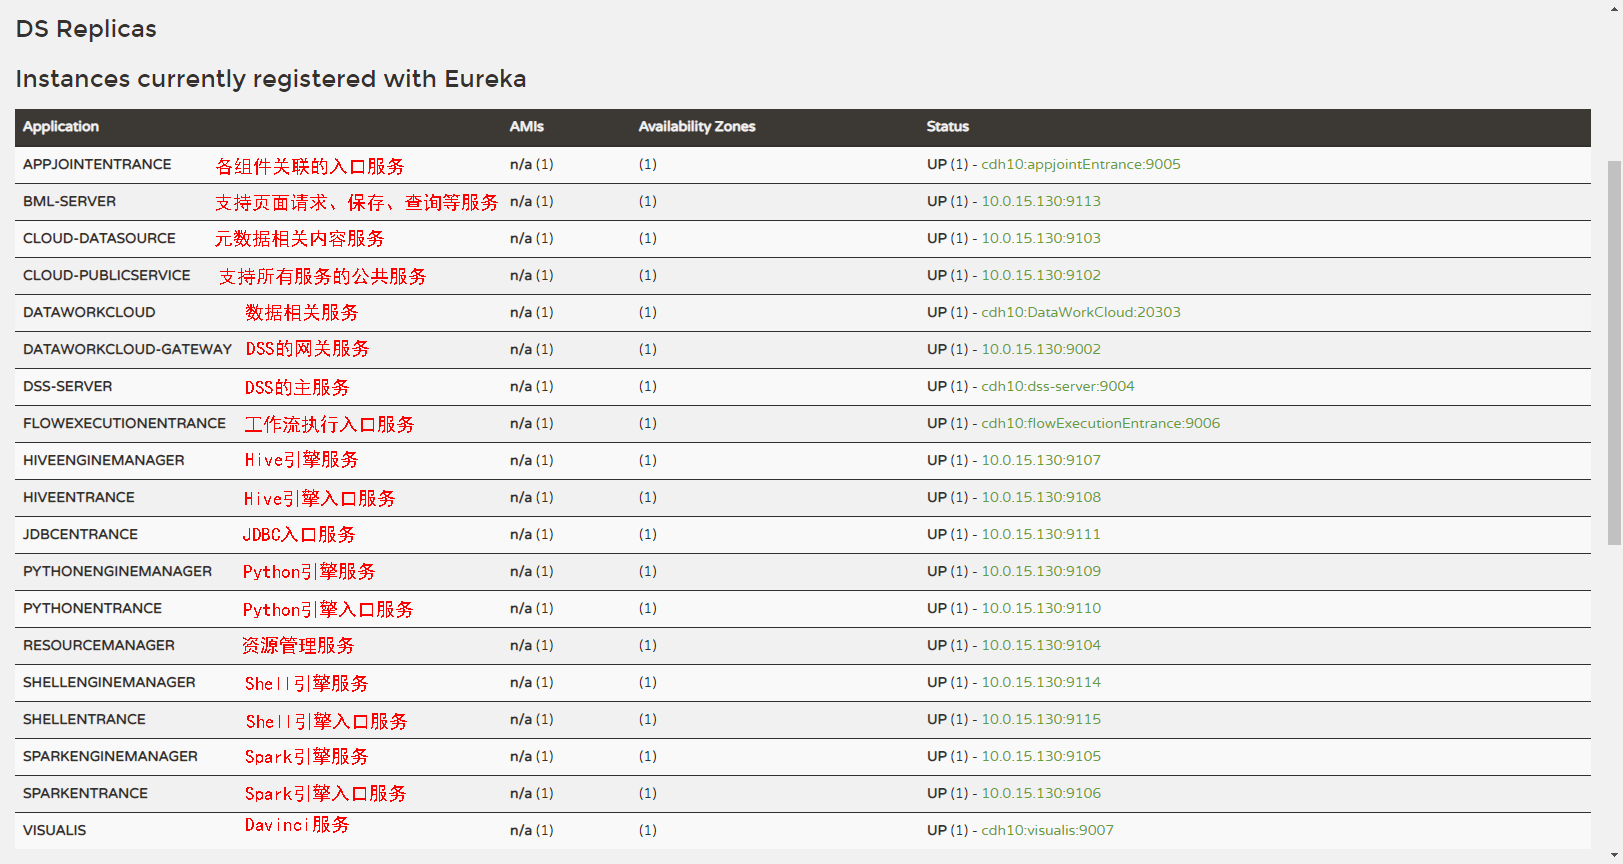 DS Replicas
Instances currently registered with Eureka
Application AMIs Availability Zones Status
APPJOINTENTRANCE 各组件关联的入口服务 n/a (1) (1) UP (1) - cdh10:appjointEntrance:9005
BML-SERVER 支持页面请求、保存、查询等服务 n/a (1) (1) UP (1) - 10.0.15.130:9113
CLOUD-DATASOURCE 元数据相关内容服务 n/a (1) (1) UP (1) - 10.0.15.130:9103
CLOUD-PUBLICSERVICE 支持所有服务的公共服务 n/a (1) (1) UP (1) - 10.0.15.130:9102
DATAWORKCLOUD 数据相关服务 n/a (1) (1) UP (1) - cdh10:DataWorkCloud:20303
DATAWORKCLOUD-GATEWAY DSS的网关服务 n/a (1) (1) UP (1) - 10.0.15.130:9002
DSS-SERVER DSS的主服务 n/a (1) (1) UP (1) - cdh10:dss-server:9004
FLOWEXECUTIONENTRANCE 工作流执行入口服务 n/a (1) (1) UP (1) - cdh10:flowExecutionEntrance:9006
HIVEENGINEMANAGER Hive引擎服务 n/a (1) (1) UP (1) - 10.0.15.130:9107
HIVEENTRANCE Hive引擎入口服务 n/a (1) (1) UP (1) - 10.0.15.130:9108
JDBCENTRANCE JDBC入口服务 n/a (1) (1) UP (1) - 10.0.15.130:9111
PYTHONENGINEMANAGER Python引擎服务 n/a (1) (1) UP (1) - 10.0.15.130:9109
PYTHONENTRANCE Python引擎入口服务 n/a (1) (1) UP (1) - 10.0.15.130:9110
RESOURCEMANAGER 资源管理服务 n/a (1) (1) UP (1) - 10.0.15.130:9104
SHELLENGINEMANAGER Shell引擎服务 n/a (1) (1) UP (1) - 10.0.15.130:9114
SHELLENTRANCE Shell引擎入口服务 n/a (1) (1) UP (1) - 10.0.15.130:9115
SPARKENGINEMANAGER Spark引擎服务 n/a (1) (1) UP (1) - 10.0.15.130:9105
SPARKENTRANCE Spark引擎入口服务 n/a (1) (1) UP (1) - 10.0.15.130:9106
VISUALIS Davinci服务 n/a (1) (1) UP (1) - cdh10:visualis:9007